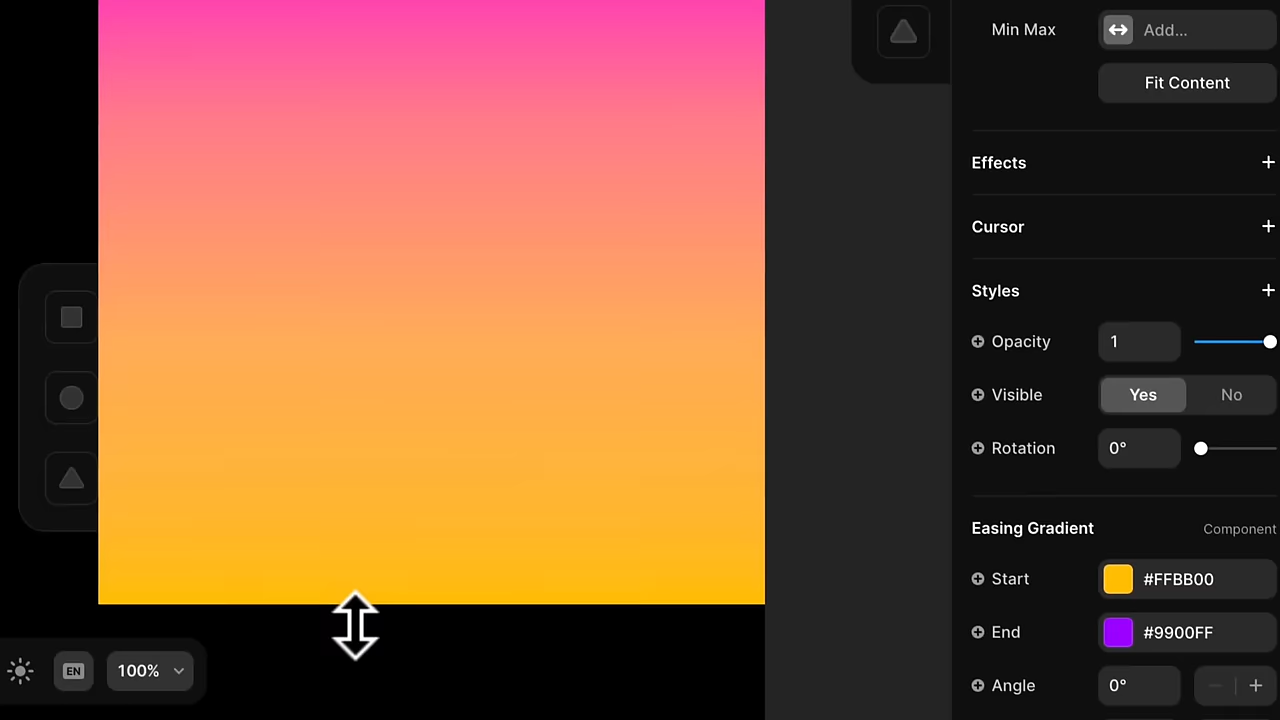 Min Max Add...
Fit Content
Effects
Cursor
Styles
Opacity 1
Visible Yes No
Rotation 0°
Easing Gradient Component
Start #FFBB00
End #9900FF
Angle 0°
EN 100%